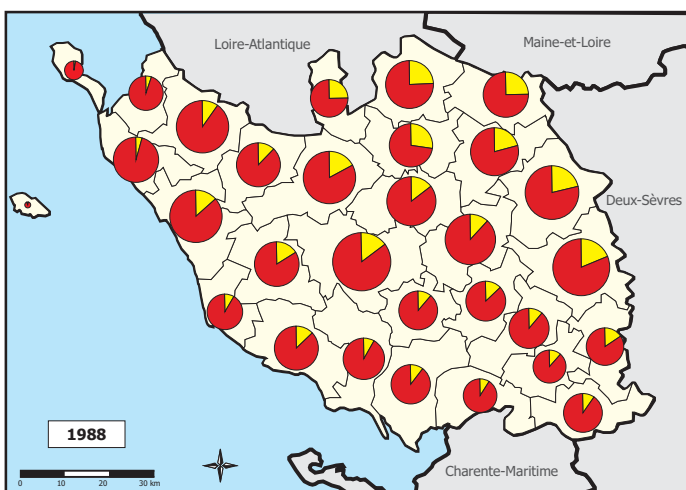 Loire-Atlantique
Maine-et-Loire
Deux-Sèvres
1988
0 10 20 30 km
Charente-Maritime